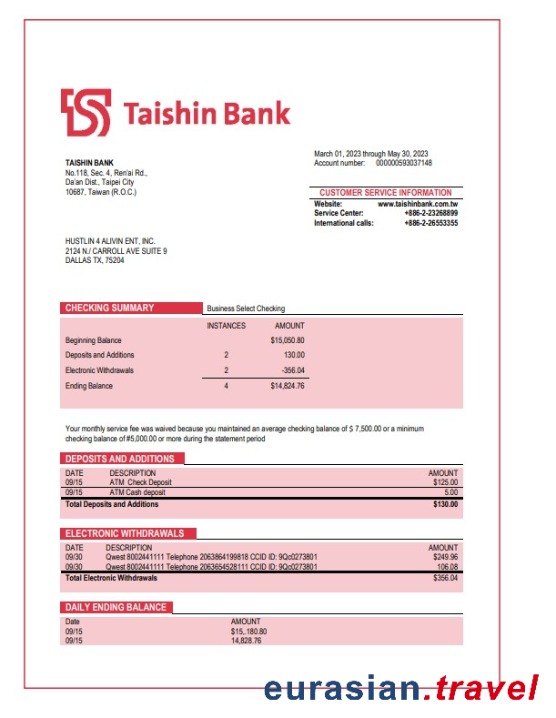 Taishin Bank
March 01, 2023 through May 30, 2023
Account number: 000000593037148
TAISHIN BANK
No.118, Sec. 4, Ren'ai Rd.,
Da'an Dist., Taipei City
10687, Taiwan (R.O.C.)
CUSTOMER SERVICE INFORMATION
Website: www.taishinbank.com.tw
Service Center: +886-2-23268899
International calls: +886-2-26553355
HUSTLIN 4 ALIVIN ENT, INC.
2124 N./ CARROLL AVE SUITE 9
DALLAS TX, 75204
CHECKING SUMMARY Business Select Checking
INSTANCES AMOUNT
Beginning Balance $15,050.80
Deposits and Additions 2 130.00
Electronic Withdrawals 2 -356.04
Ending Balance 4 $14,824.76
Your monthly service fee was waived because you maintained an average checking balance of $ 7,500.00 or a minimum
checking balance of #5,000.00 or more during the statement period
DEPOSITS AND ADDITIONS
DATE DESCRIPTION AMOUNT
09/15 ATM Check Deposit $125.00
09/15 ATM Cash deposit 5.00
Total Deposits and Additions $130.00
ELECTRONIC WITHDRAWALS
DATE DESCRIPTION AMOUNT
09/30 Qwest 8002441111 Telephone 2063864199818 CCID ID: 9Qc0273801 $249.96
09/30 Qwest 8002441111 Telephone 2063654528111 CCID ID: 9Qc0273801 106.08
Total Electronic Withdrawals $356.04
DAILY ENDING BALANCE
Date AMOUNT
09/15 $15,.180.80
09/15 14,828.76
eurasian.travel